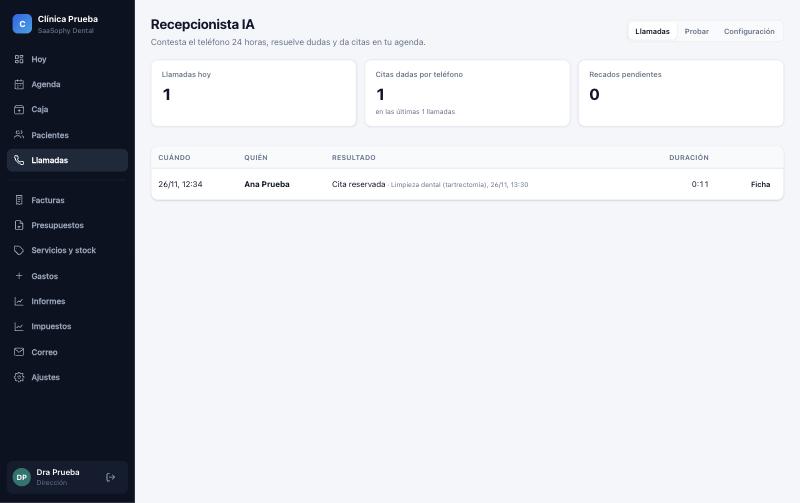 C
Clínica Prueba
SaaSophy Dental
Hoy
Agenda
Caja
Pacientes
Llamadas
Facturas
Presupuestos
Servicios y stock
Gastos
Informes
Impuestos
Correo
Ajustes
DP
Dra Prueba
Dirección
Recepcionista IA
Contesta el teléfono 24 horas, resuelve dudas y da citas en tu agenda.
Llamadas Probar Configuración
Llamadas hoy
1
Citas dadas por teléfono
1
en las últimas 1 llamadas
Recados pendientes
0
CUÁNDO QUIÉN RESULTADO DURACIÓN
26/11, 12:34 Ana Prueba Cita reservada · Limpieza dental (tartrectomía), 26/11, 13:30 0:11 Ficha